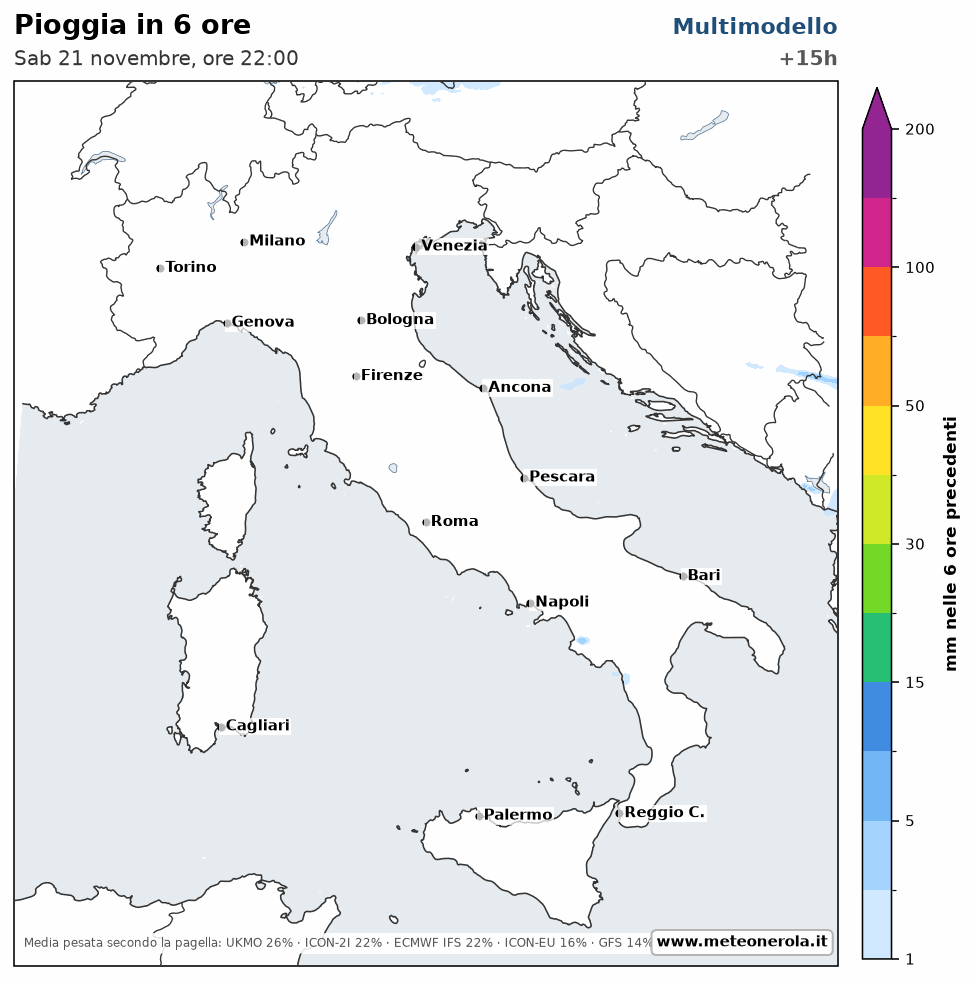 Pioggia in 6 ore
Multimodello
Sab 21 novembre, ore 22:00
+15h
200
Milano
Venezia
Torino
100
Genova
Bologna
Firenze
Ancona
50
Pescara
Roma
30
Bari
Napoli
15
Cagliari
Palermo
Reggio C.
5
mm nelle 6 ore precedenti
Media pesata secondo la pagella: UKMO 26% · ICON-2I 22% · ECMWF IFS 22% · ICON-EU 16% · GFS 14%
www.meteonerola.it
1